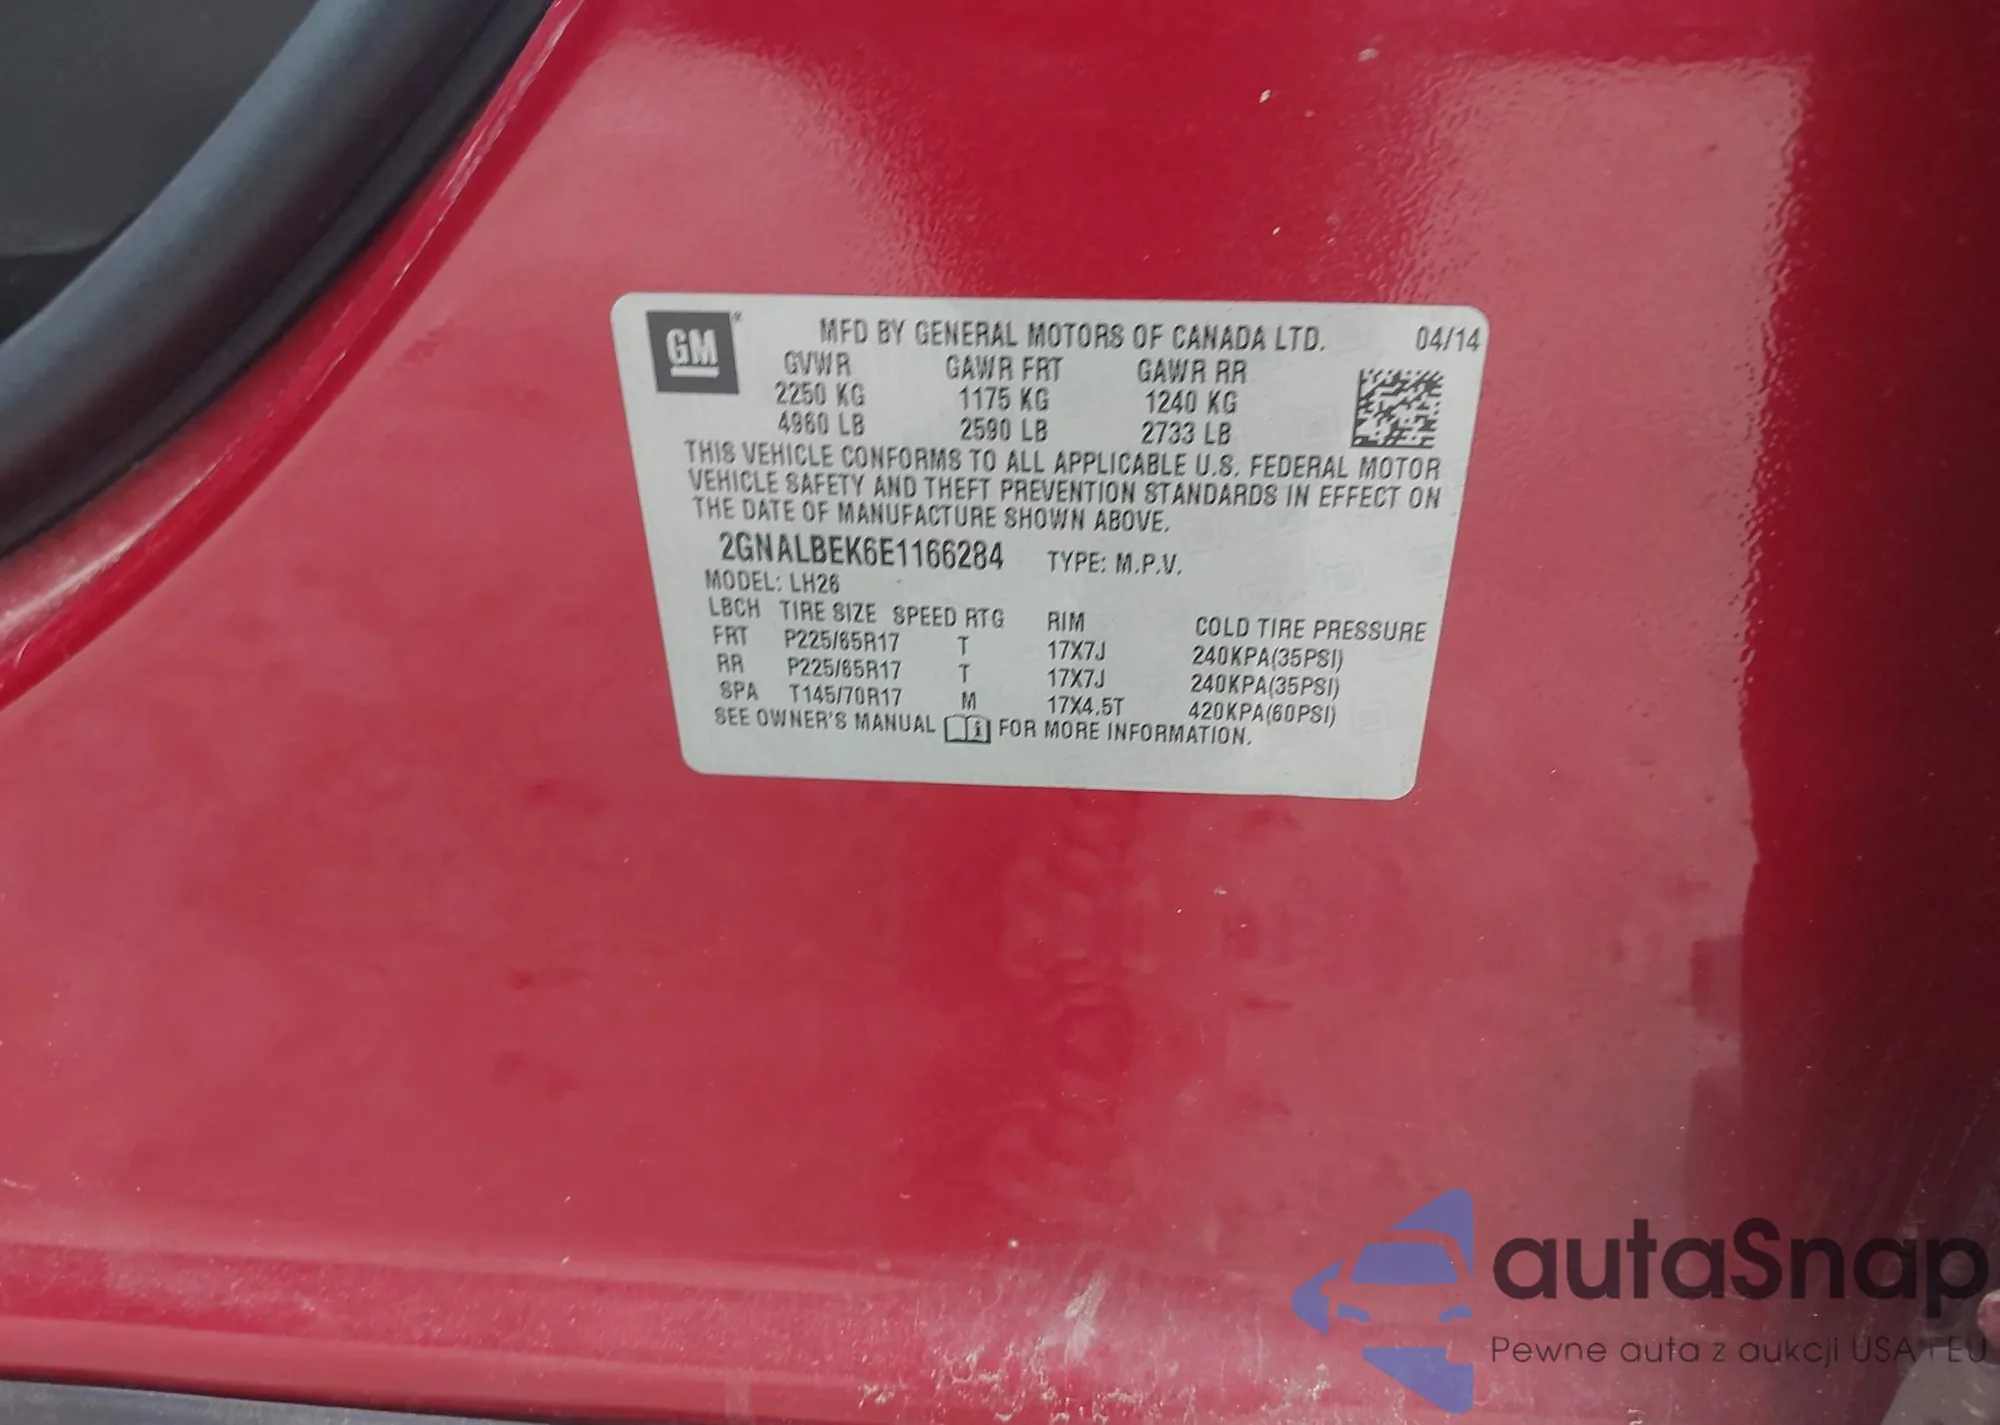 GM
MFD BY GENERAL MOTORS OF CANADA LTD. 04/14
GVWR GAWR FRT GAWR RR
2250 KG 1175 KG 1240 KG
4960 LB 2590 LB 2733 LB
THIS VEHICLE CONFORMS TO ALL APPLICABLE U.S. FEDERAL MOTOR
VEHICLE SAFETY AND THEFT PREVENTION STANDARDS IN EFFECT ON
THE DATE OF MANUFACTURE SHOWN ABOVE.
2GNALBEK6E1166284 TYPE: M.P.V.
MODEL: LH26
LBCH TIRE SIZE SPEED RTG RIM COLD TIRE PRESSURE
FRT P225/65R17 T 17X7J 240KPA(35PSI)
RR P225/65R17 T 17X7J 240KPA(35PSI)
SPA T145/70R17 M 17X4.5T 420KPA(60PSI)
SEE OWNER'S MANUAL FOR MORE INFORMATION.
autaSnap
Pewne auta z aukcji USA i EU